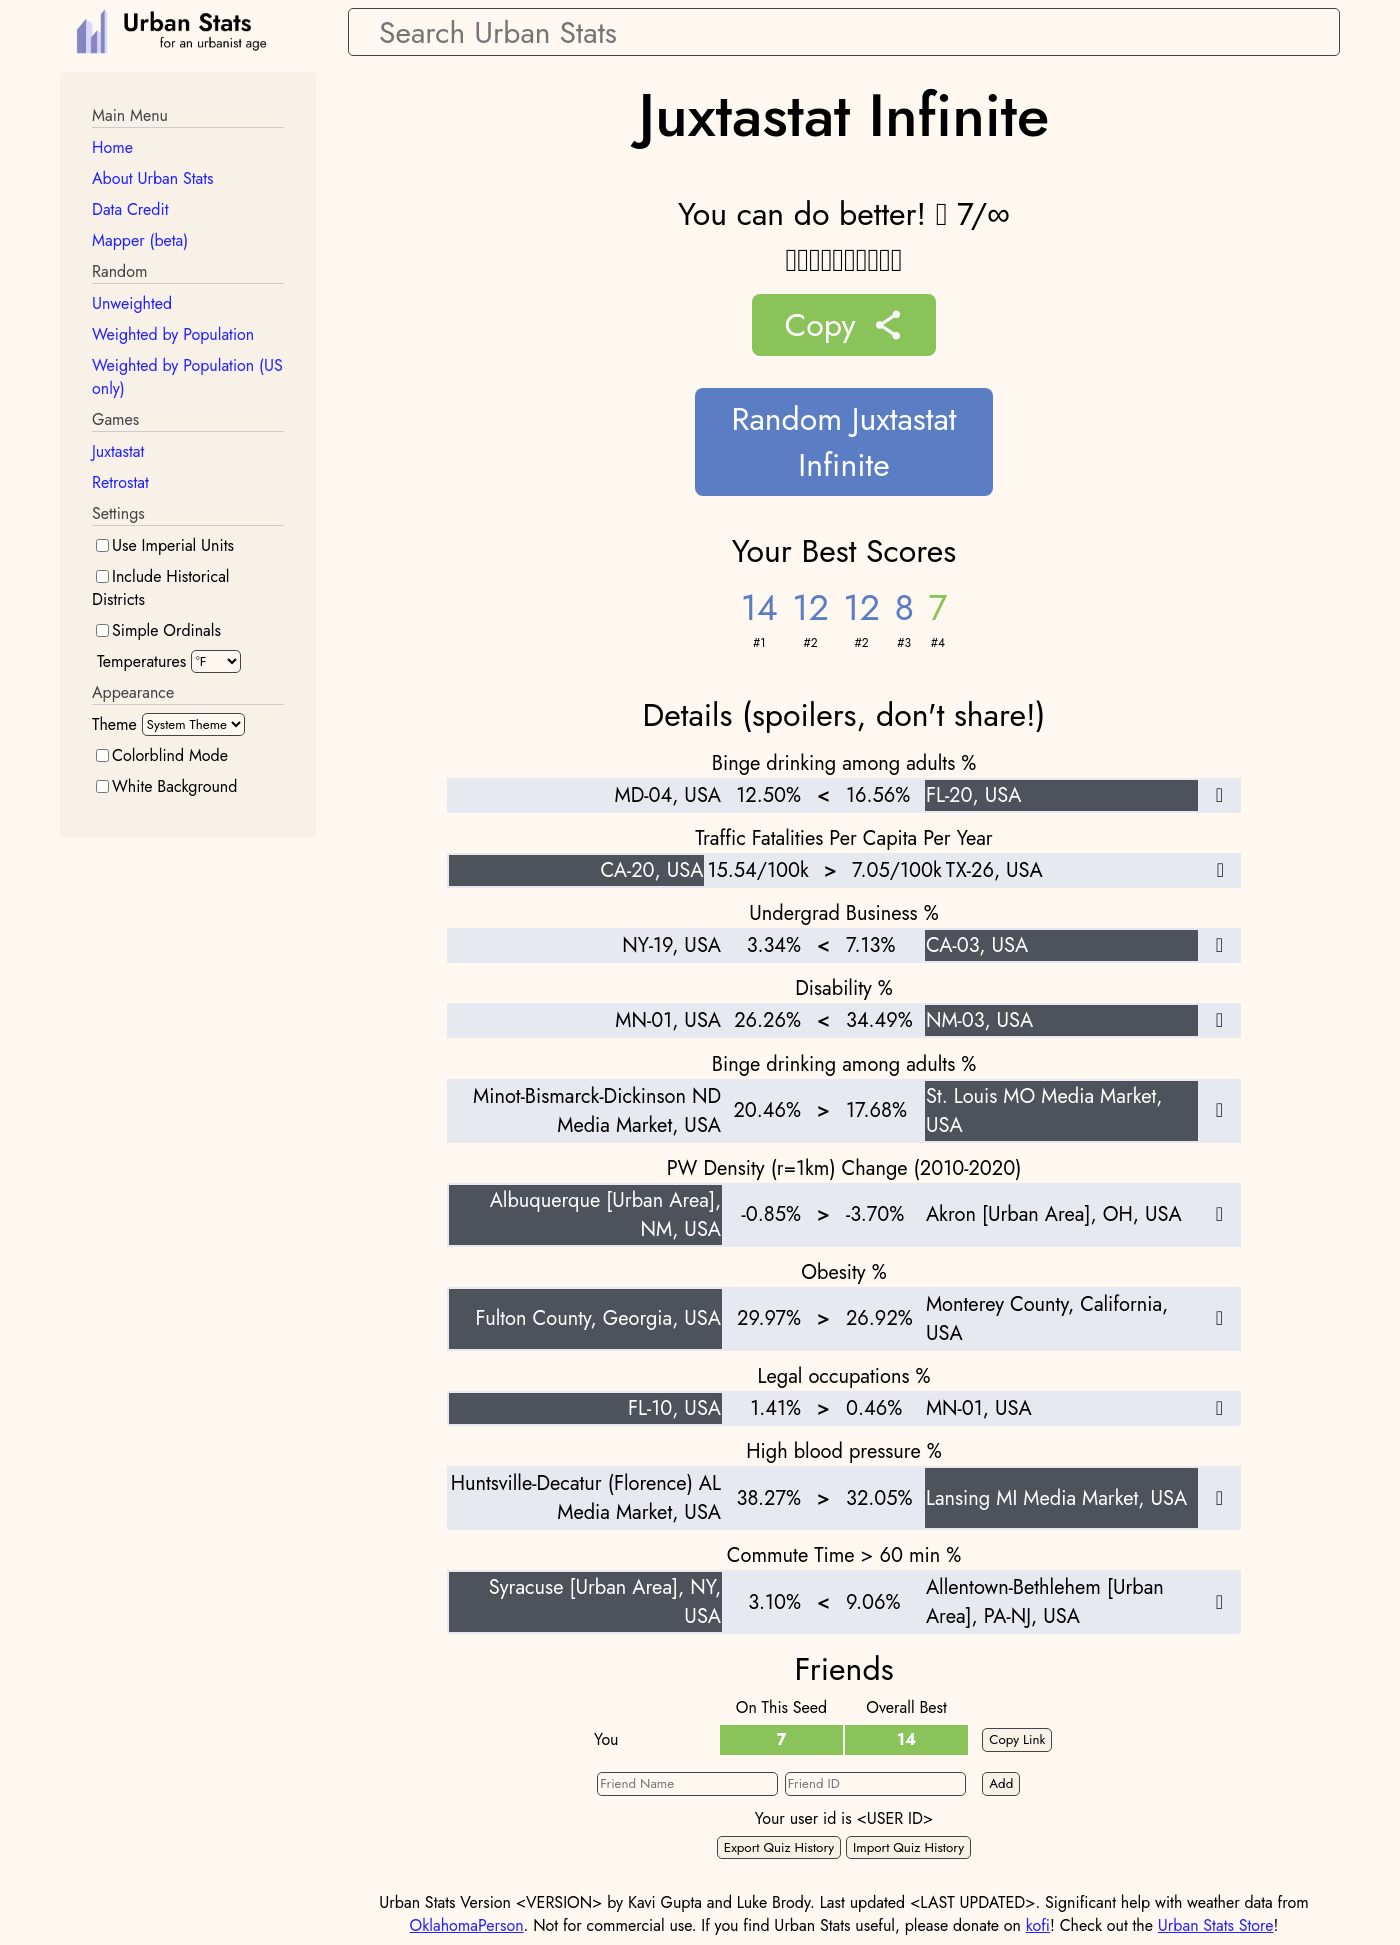 Urban Stats
for an urbanist age
Search Urban Stats
Main Menu
Home
About Urban Stats
Data Credit
Mapper (beta)
Random
Unweighted
Weighted by Population
Weighted by Population (US
only)
Games
Juxtastat
Retrostat
Settings
Use Imperial Units
Include Historical
Districts
Simple Ordinals
Temperatures °F
Appearance
Theme System Theme
Colorblind Mode
White Background
Juxtastat Infinite
You can do better! 7/∞
Copy
Random Juxtastat
Infinite
Your Best Scores
14 12 12 8 7
#1 #2 #2 #3 #4
Details (spoilers, don't share!)
Binge drinking among adults %
MD-04, USA 12.50% < 16.56% FL-20, USA
Traffic Fatalities Per Capita Per Year
CA-20, USA 15.54/100k > 7.05/100k TX-26, USA
Undergrad Business %
NY-19, USA 3.34% < 7.13% CA-03, USA
Disability %
MN-01, USA 26.26% < 34.49% NM-03, USA
Binge drinking among adults %
Minot-Bismarck-Dickinson ND
Media Market, USA
20.46% > 17.68%
St. Louis MO Media Market,
USA
PW Density (r=1km) Change (2010-2020)
Albuquerque [Urban Area],
NM, USA
-0.85% > -3.70%
Akron [Urban Area], OH, USA
Obesity %
Fulton County, Georgia, USA
29.97% > 26.92%
Monterey County, California,
USA
Legal occupations %
FL-10, USA 1.41% > 0.46% MN-01, USA
High blood pressure %
Huntsville-Decatur (Florence) AL
Media Market, USA
38.27% > 32.05%
Lansing MI Media Market, USA
Commute Time > 60 min %
Syracuse [Urban Area], NY,
USA
3.10% < 9.06%
Allentown-Bethlehem [Urban
Area], PA-NJ, USA
Friends
On This Seed Overall Best
You 7 14 Copy Link
Friend Name Friend ID Add
Your user id is <USER ID>
Export Quiz History Import Quiz History
Urban Stats Version <VERSION> by Kavi Gupta and Luke Brody. Last updated <LAST UPDATED>. Significant help with weather data from
OklahomaPerson. Not for commercial use. If you find Urban Stats useful, please donate on kofi! Check out the Urban Stats Store!